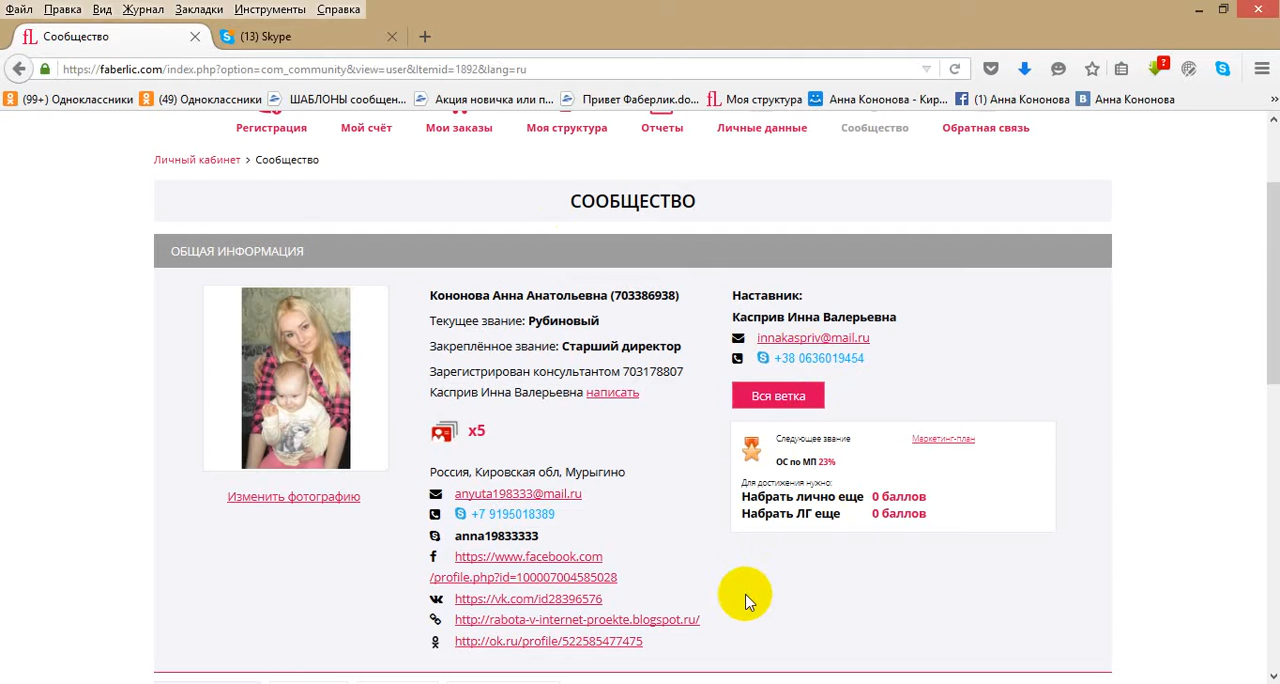 Файл Правка Вид Журнал Закладки Инструменты Справка
Сообщество (13) Skype
https://faberlic.com/index.php?option=com_community&view=user&Itemid=1892&lang=ru
(99+) Одноклассники (49) Одноклассники ШАБЛОНЫ сообщен... Акция новичка или п... Привет Фаберлик.do... Моя структура Анна Кононова - Кир... (1) Анна Кононова Анна Кононова »
Регистрация Мой счёт Мои заказы Моя структура Отчеты Личные данные Сообщество Обратная связь
Личный кабинет > Сообщество
СООБЩЕСТВО
ОБЩАЯ ИНФОРМАЦИЯ
Изменить фотографию
Кононова Анна Анатольевна (703386938)
Текущее звание: Рубиновый
Закреплённое звание: Старший директор
Зарегистрирован консультантом 703178807
Касприв Инна Валерьевна написать
x5
Россия, Кировская обл, Мурыгино
anyuta198333@mail.ru
+7 9195018389
anna19833333
https://www.facebook.com
/profile.php?id=100007004585028
https://vk.com/id28396576
http://rabota-v-internet-proekte.blogspot.ru/
http://ok.ru/profile/522585477475
Наставник:
Касприв Инна Валерьевна
innakaspriv@mail.ru
+38 0636019454
Вся ветка
Следующее звание Маркетинг-план
ОС по МП 23%
Для достижения нужно:
Набрать лично еще 0 баллов
Набрать ЛГ еще 0 баллов